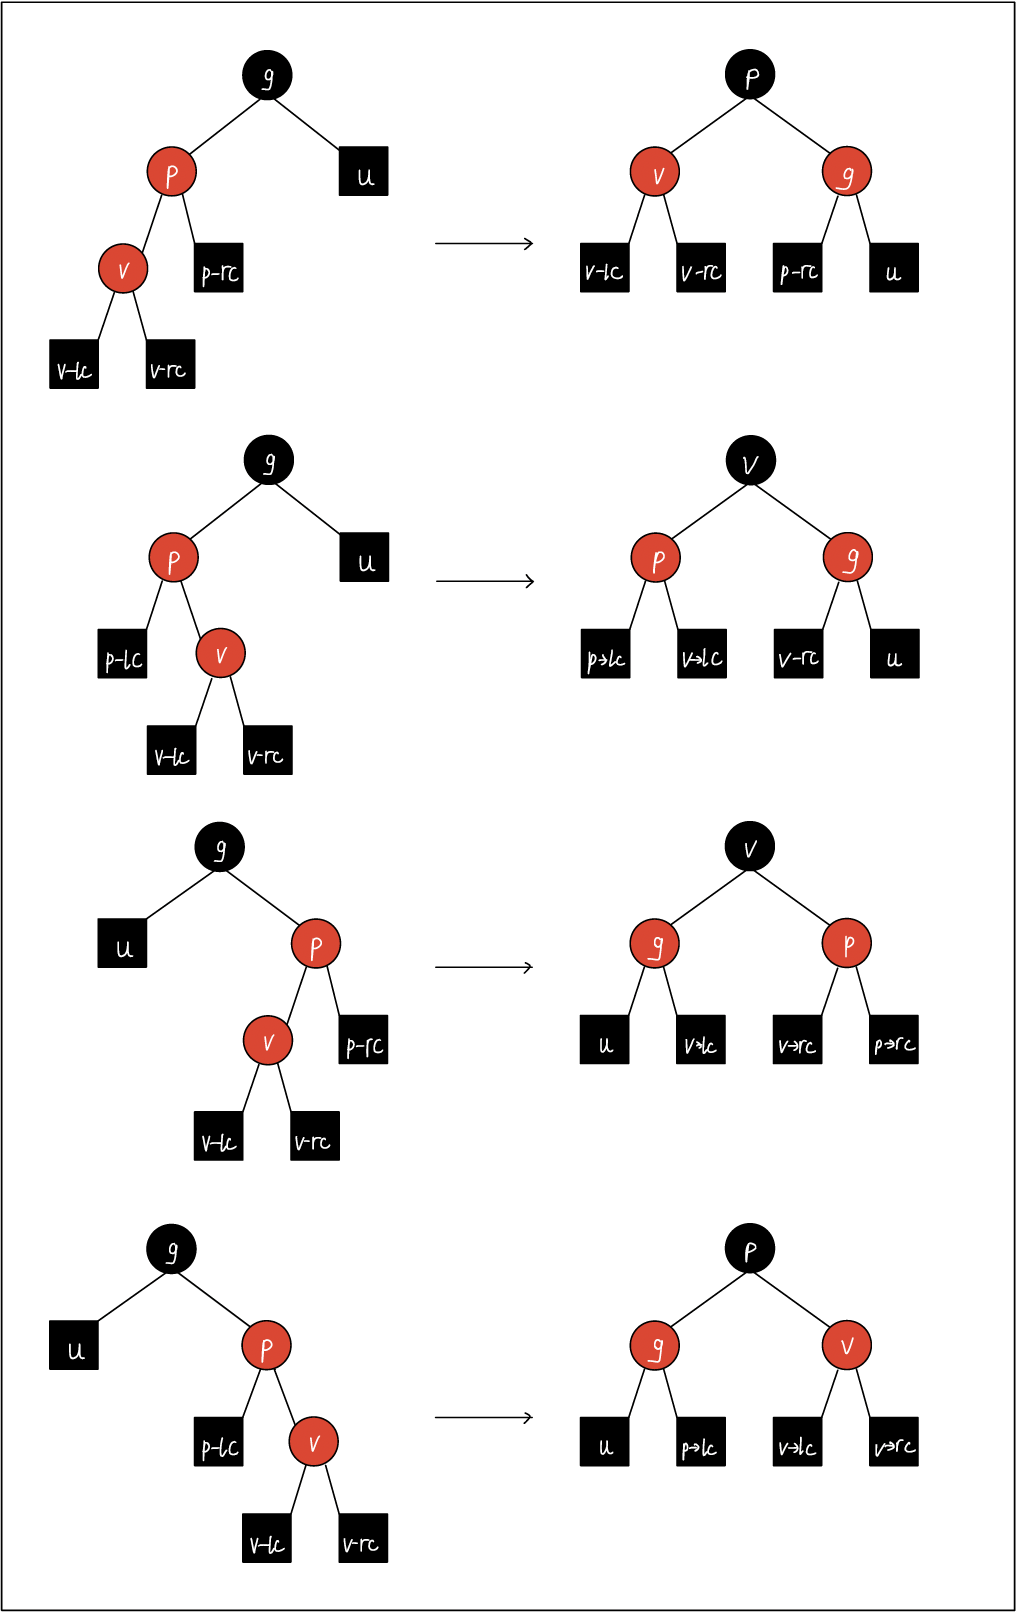 g p
p u v g
v p-rc v-lc v-rc p-rc u
v-lc v-rc
g v
p u p g
p-lc v p→lc v→lc v-rc u
v-lc v-rc
g v
u p g p
v p-rc u v→lc v→rc p→rc
v-lc v-rc
g p
u p g v
p-lc v u p→lc v→lc v→rc
v-lc v-rc